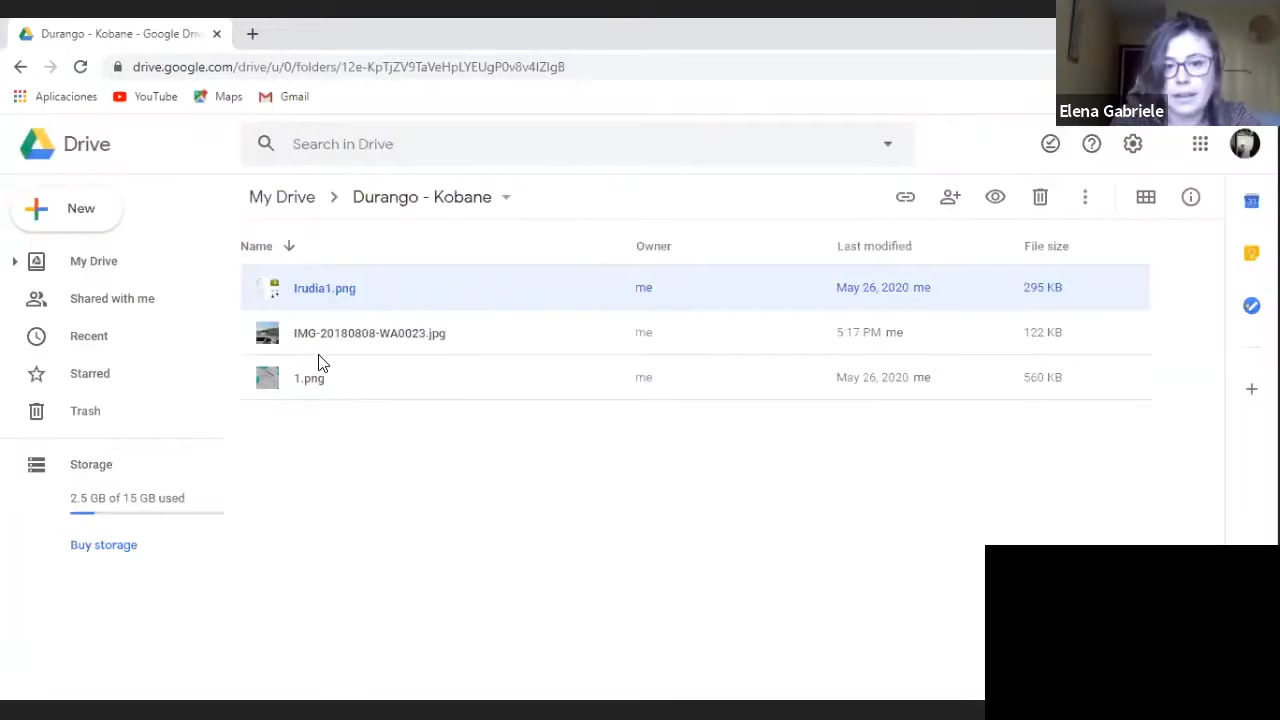 Durango - Kobane - Google Driv
drive.google.com/drive/u/0/folders/12e-KpTjZV9TaVeHpLYEUgP0v8v4IZIgB
Aplicaciones YouTube Maps Gmail
Elena Gabriele
Drive
Search in Drive
New
My Drive
Shared with me
Recent
Starred
Trash
Storage
2.5 GB of 15 GB used
Buy storage
My Drive > Durango - Kobane
Name Owner Last modified File size
Irudia1.png me May 26, 2020 me 295 KB
IMG-20180808-WA0023.jpg me 5:17 PM me 122 KB
1.png me May 26, 2020 me 560 KB
31